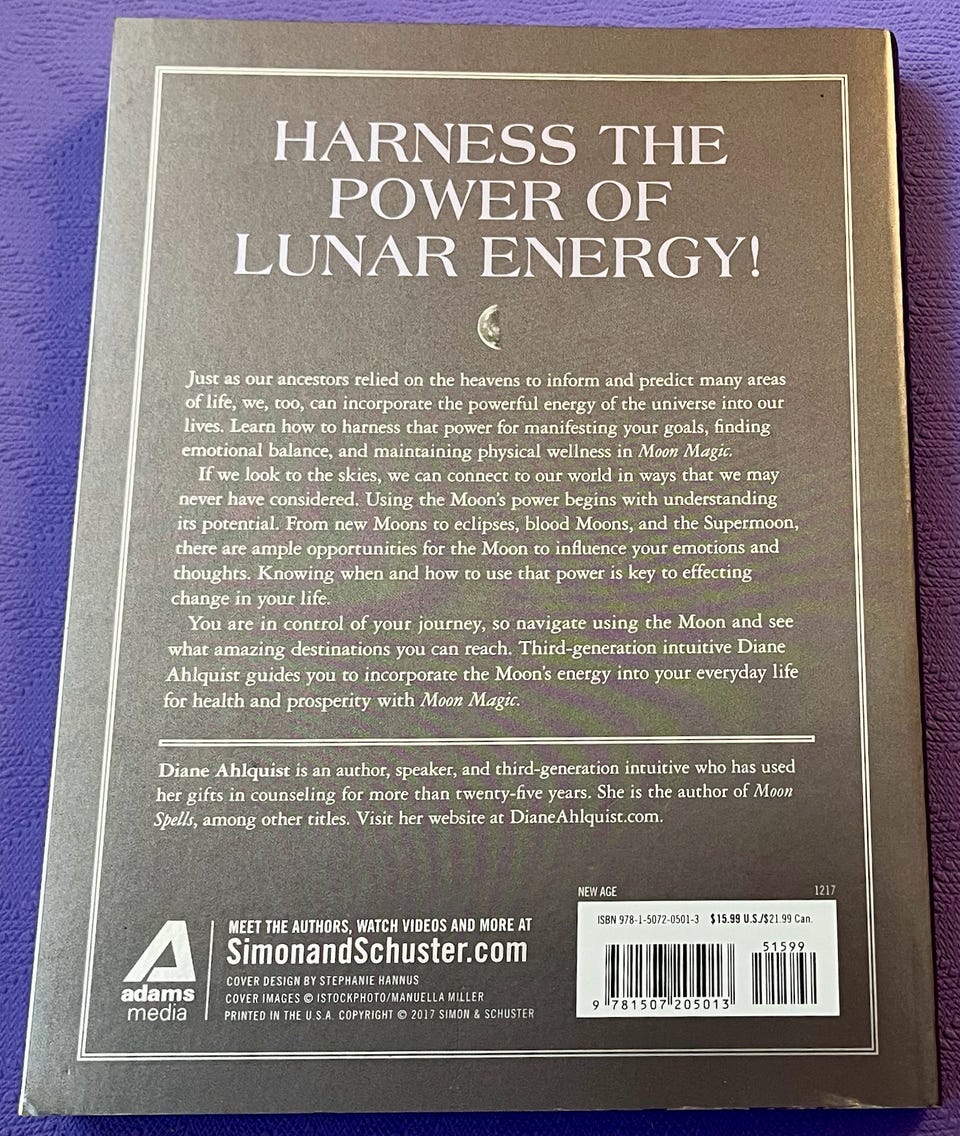 HARNESS THE
POWER OF
LUNAR ENERGY!
Just as our ancestors relied on the heavens to inform and predict many areas
of life, we, too, can incorporate the powerful energy of the universe into our
lives. Learn how to harness that power for manifesting your goals, finding
emotional balance, and maintaining physical wellness in Moon Magic.
If we look to the skies, we can connect to our world in ways that we may
never have considered. Using the Moon's power begins with understanding
its potential. From new Moons to eclipses, blood Moons, and the Supermoon,
there are ample opportunities for the Moon to influence your emotions and
thoughts. Knowing when and how to use that power is key to effecting
change in your life.
You are in control of your journey, so navigate using the Moon and see
what amazing destinations you can reach. Third-generation intuitive Diane
Ahlquist guides you to incorporate the Moon's energy into your everyday life
for health and prosperity with Moon Magic.
Diane Ahlquist is an author, speaker, and third-generation intuitive who has used
her gifts in counseling for more than twenty-five years. She is the author of Moon
Spells, among other titles. Visit her website at DianeAhlquist.com.
adams
media
MEET THE AUTHORS, WATCH VIDEOS AND MORE AT
SimonandSchuster.com
COVER DESIGN BY STEPHANIE HANNUS
COVER IMAGES © ISTOCKPHOTO/MANUELLA MILLER
PRINTED IN THE U.S.A. COPYRIGHT © 2017 SIMON & SCHUSTER
NEW AGE 1217
ISBN 978-1-5072-0501-3 $15.99 U.S./$21.99 Can.
51599
9 781507 205013